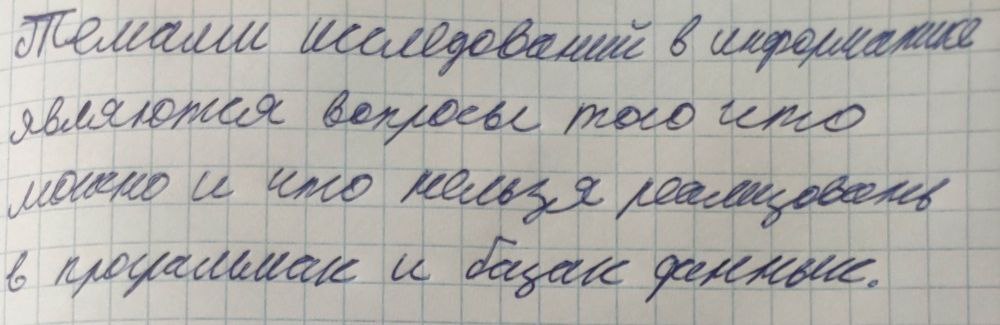 Темами исследований в информатике
являются вопросы того что
можно и что нельзя реализовать
в программах и базах данных.